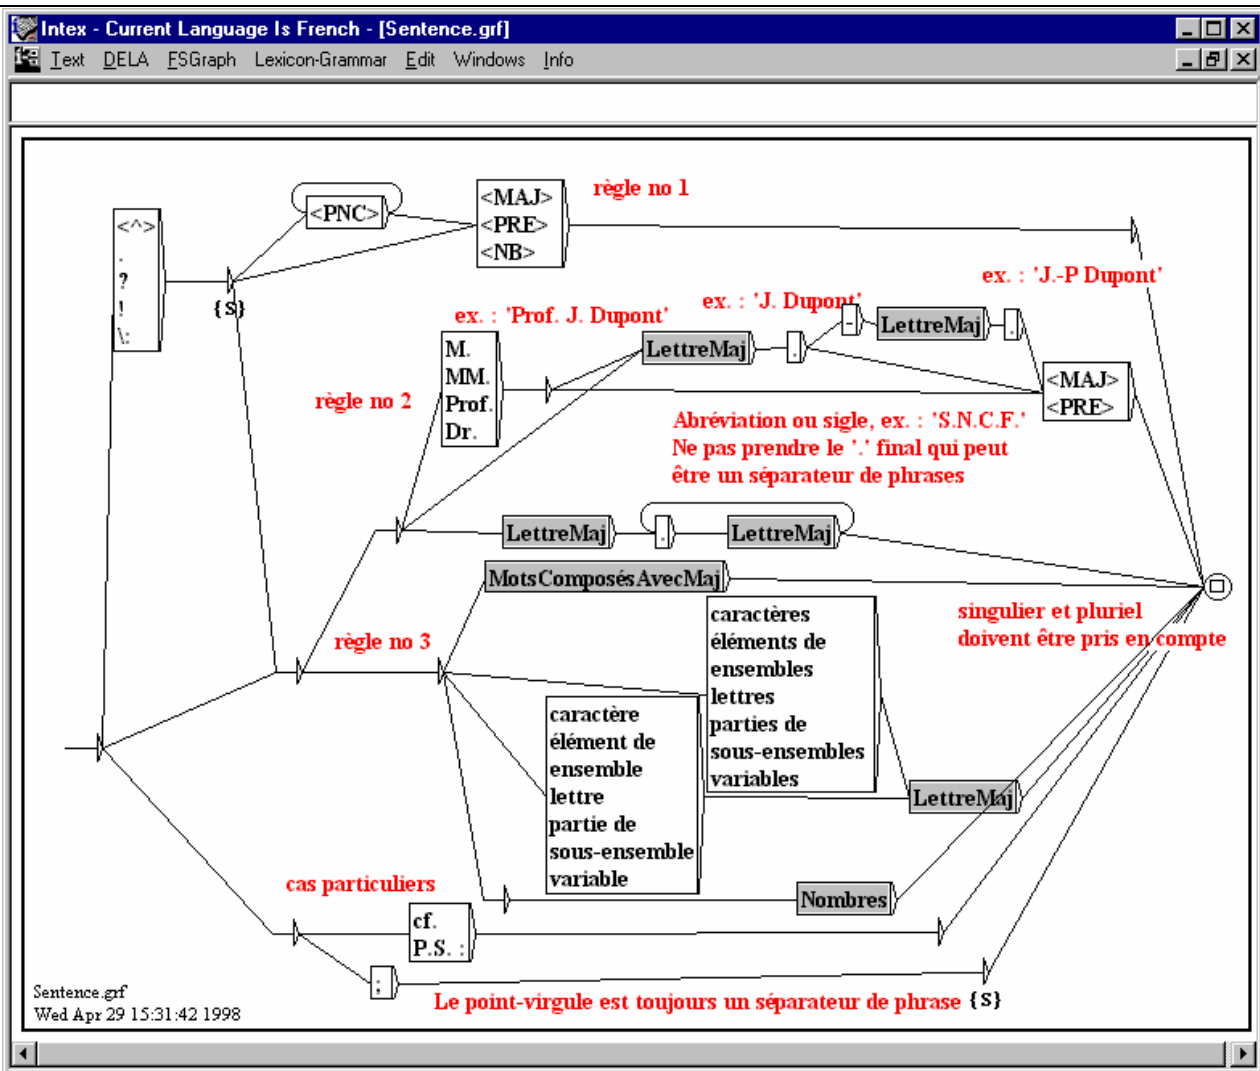 Intex - Current Language Is French - [Sentence.grf]
Text DELA FSGraph Lexicon-Grammar Edit Windows Info
<^>
.
?
!
\:
{S}
<PNC>
<MAJ>
<PRE>
<NB>
règle no 1
ex. : 'J.-P Dupont'
ex. : 'J. Dupont'
ex. : 'Prof. J. Dupont'
règle no 2
M.
MM.
Prof.
Dr.
LettreMaj
.
-
LettreMaj
.
<MAJ>
<PRE>
Abréviation ou sigle, ex. : 'S.N.C.F.'
Ne pas prendre le '.' final qui peut
être un séparateur de phrases
LettreMaj
.
LettreMaj
MotsComposésAvecMaj
règle no 3
caractères
éléments de
ensembles
lettres
parties de
sous-ensembles
variables
singulier et pluriel
doivent être pris en compte
caractère
élément de
ensemble
lettre
partie de
sous-ensemble
variable
LettreMaj
Nombres
cas particuliers
cf.
P.S. :
;
Le point-virgule est toujours un séparateur de phrase {S}
Sentence.grf
Wed Apr 29 15:31:42 1998